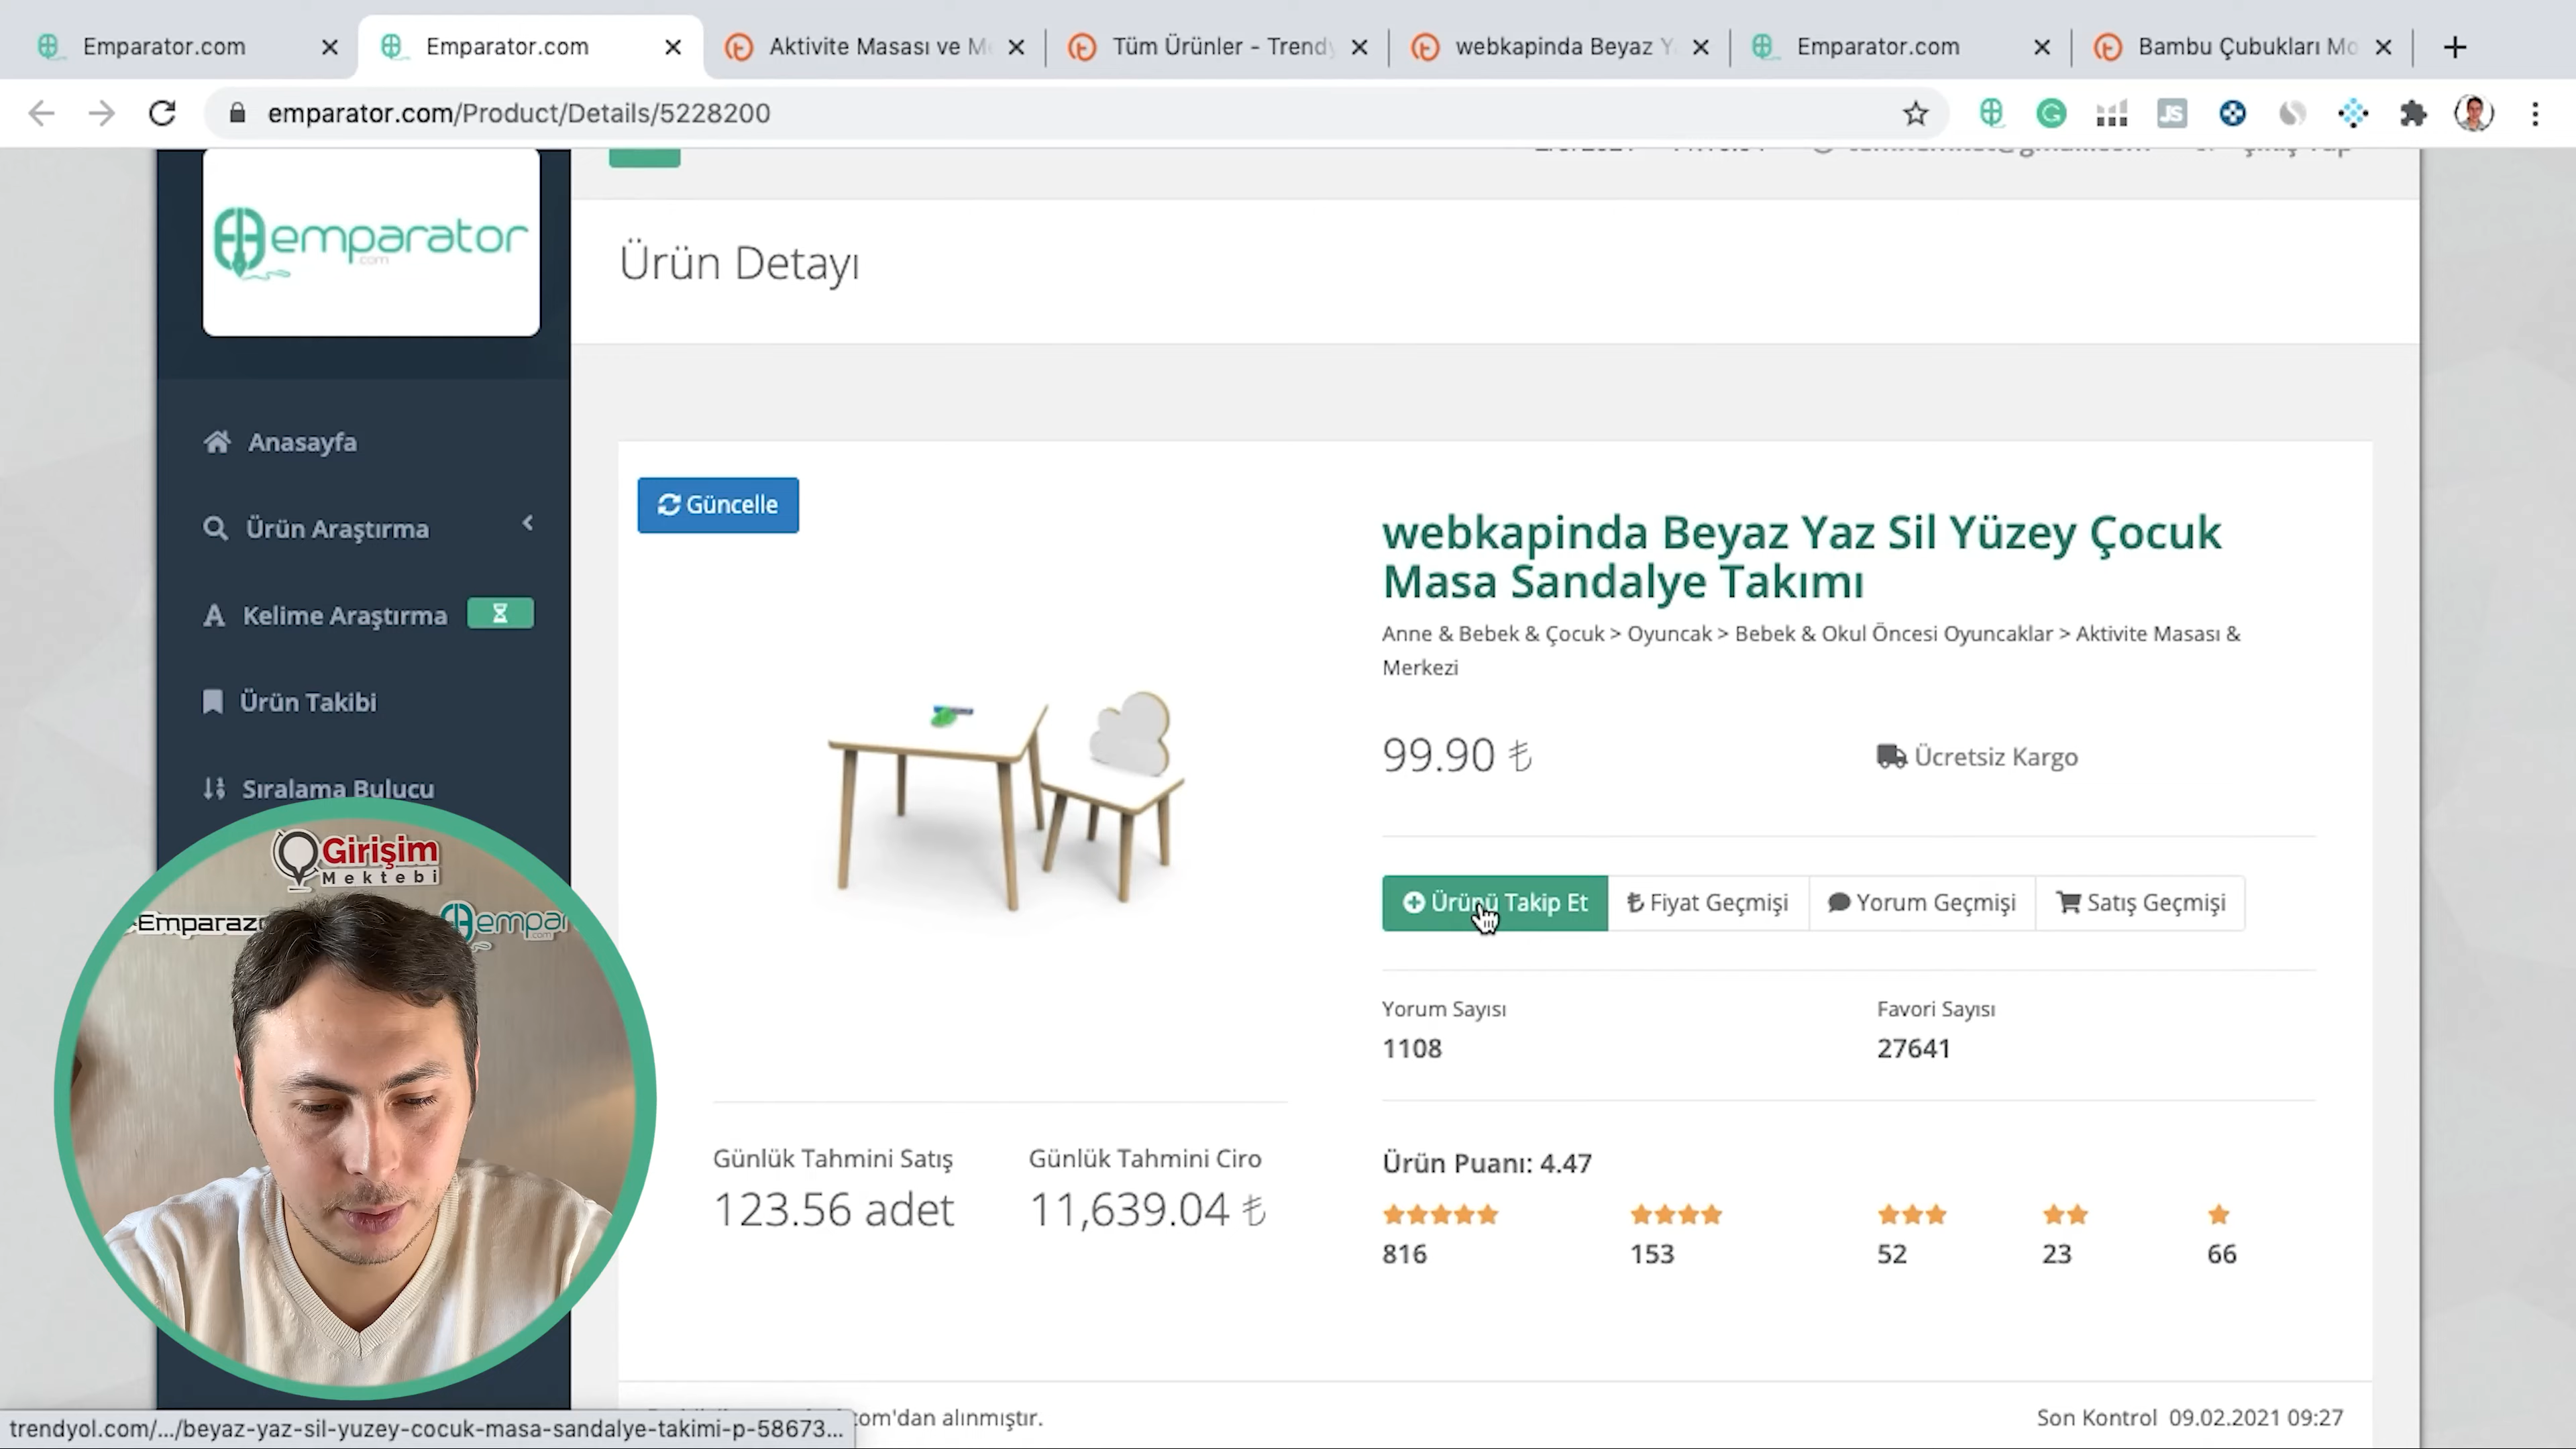 Emparator.com
Emparator.com
Aktivite Masası ve M
Tüm Ürünler - Trendy
webkapinda Beyaz Y
Emparator.com
Bambu Çubukları Mo
emparator.com/Product/Details/5228200
emparator
com
Ürün Detayı
Anasayfa
Ürün Araştırma
Kelime Araştırma
Ürün Takibi
Sıralama Bulucu
Güncelle
webkapinda Beyaz Yaz Sil Yüzey Çocuk
Masa Sandalye Takımı
Anne & Bebek & Çocuk > Oyuncak > Bebek & Okul Öncesi Oyuncaklar > Aktivite Masası &
Merkezi
99.90 ₺
Ücretsiz Kargo
Ürünü Takip Et
₺ Fiyat Geçmişi
Yorum Geçmişi
Satış Geçmişi
Yorum Sayısı
1108
Favori Sayısı
27641
Günlük Tahmini Satış
123.56 adet
Günlük Tahmini Ciro
11,639.04 ₺
Ürün Puanı: 4.47
816
153
52
23
66
Girişim
Mektebi
Emparaz
empar
com'dan alınmıştır.
Son Kontrol 09.02.2021 09:27
trendyol.com/.../beyaz-yaz-sil-yuzey-cocuk-masa-sandalye-takimi-p-58673...